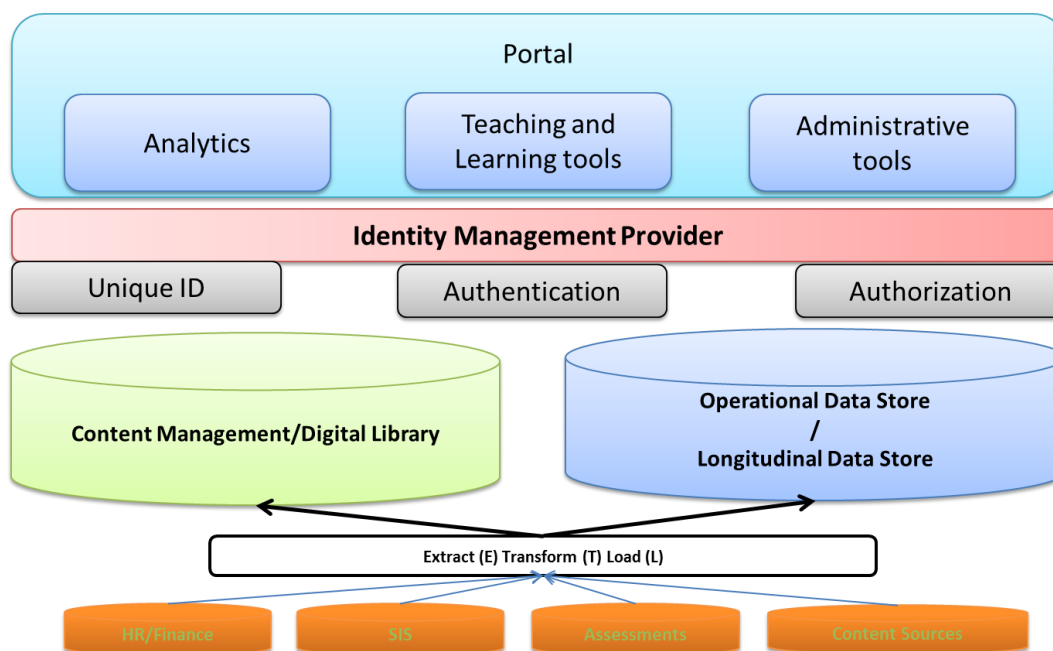 Portal
Analytics
Teaching and
Learning tools
Administrative
tools
Identity Management Provider
Unique ID
Authentication
Authorization
Content Management/Digital Library
Operational Data Store
/
Longitudinal Data Store
Extract (E) Transform (T) Load (L)
HR/Finance
SIS
Assessments
Content Sources